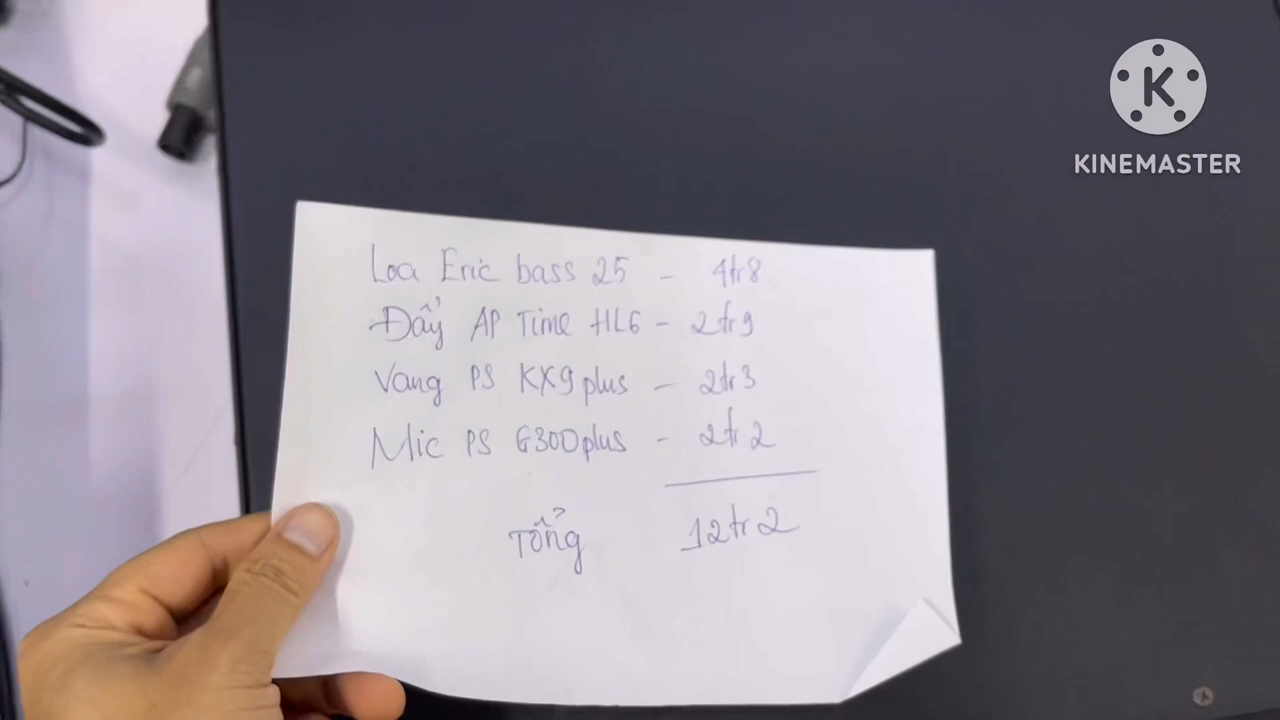 KINEMASTER
Loa Eric bass 25 - 4tr8
Đẩy AP Time HL6 - 2tr9
Vang PS KX9 plus - 2tr3
Mic PS G300plus - 2tr2
Tổng 12tr2